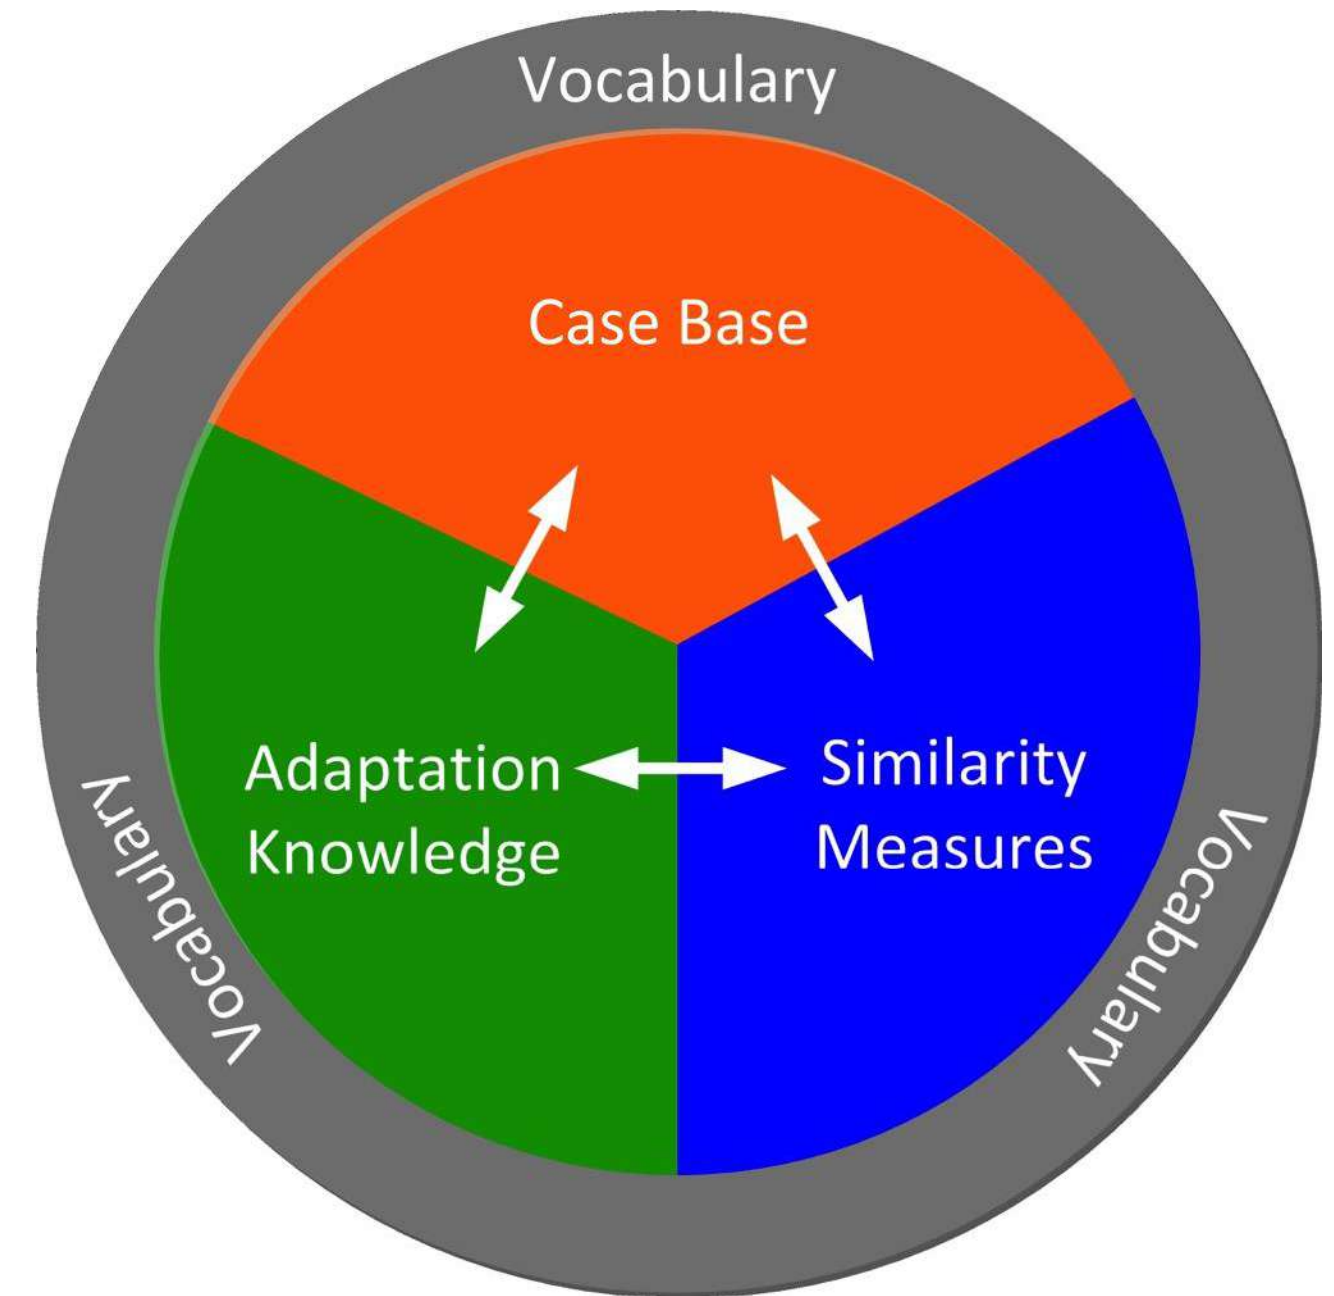 Vocabulary
Case Base
Adaptation
Knowledge
Similarity
Measures
Vocabulary
Vocabulary